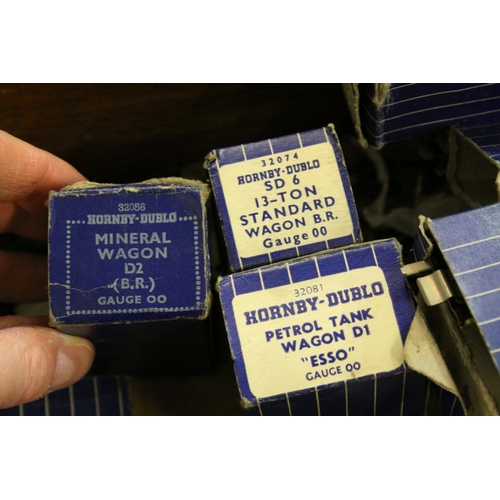 32086
HORNBY-DUBLO
MINERAL
WAGON
D2
(B.R.)
GAUGE OO
32074
HORNBY-DUBLO
SD 6
13-TON
STANDARD
WAGON B.R.
Gauge OO
32081
HORNBY-DUBLO
PETROL TANK
WAGON D1
"ESSO"
GAUGE OO